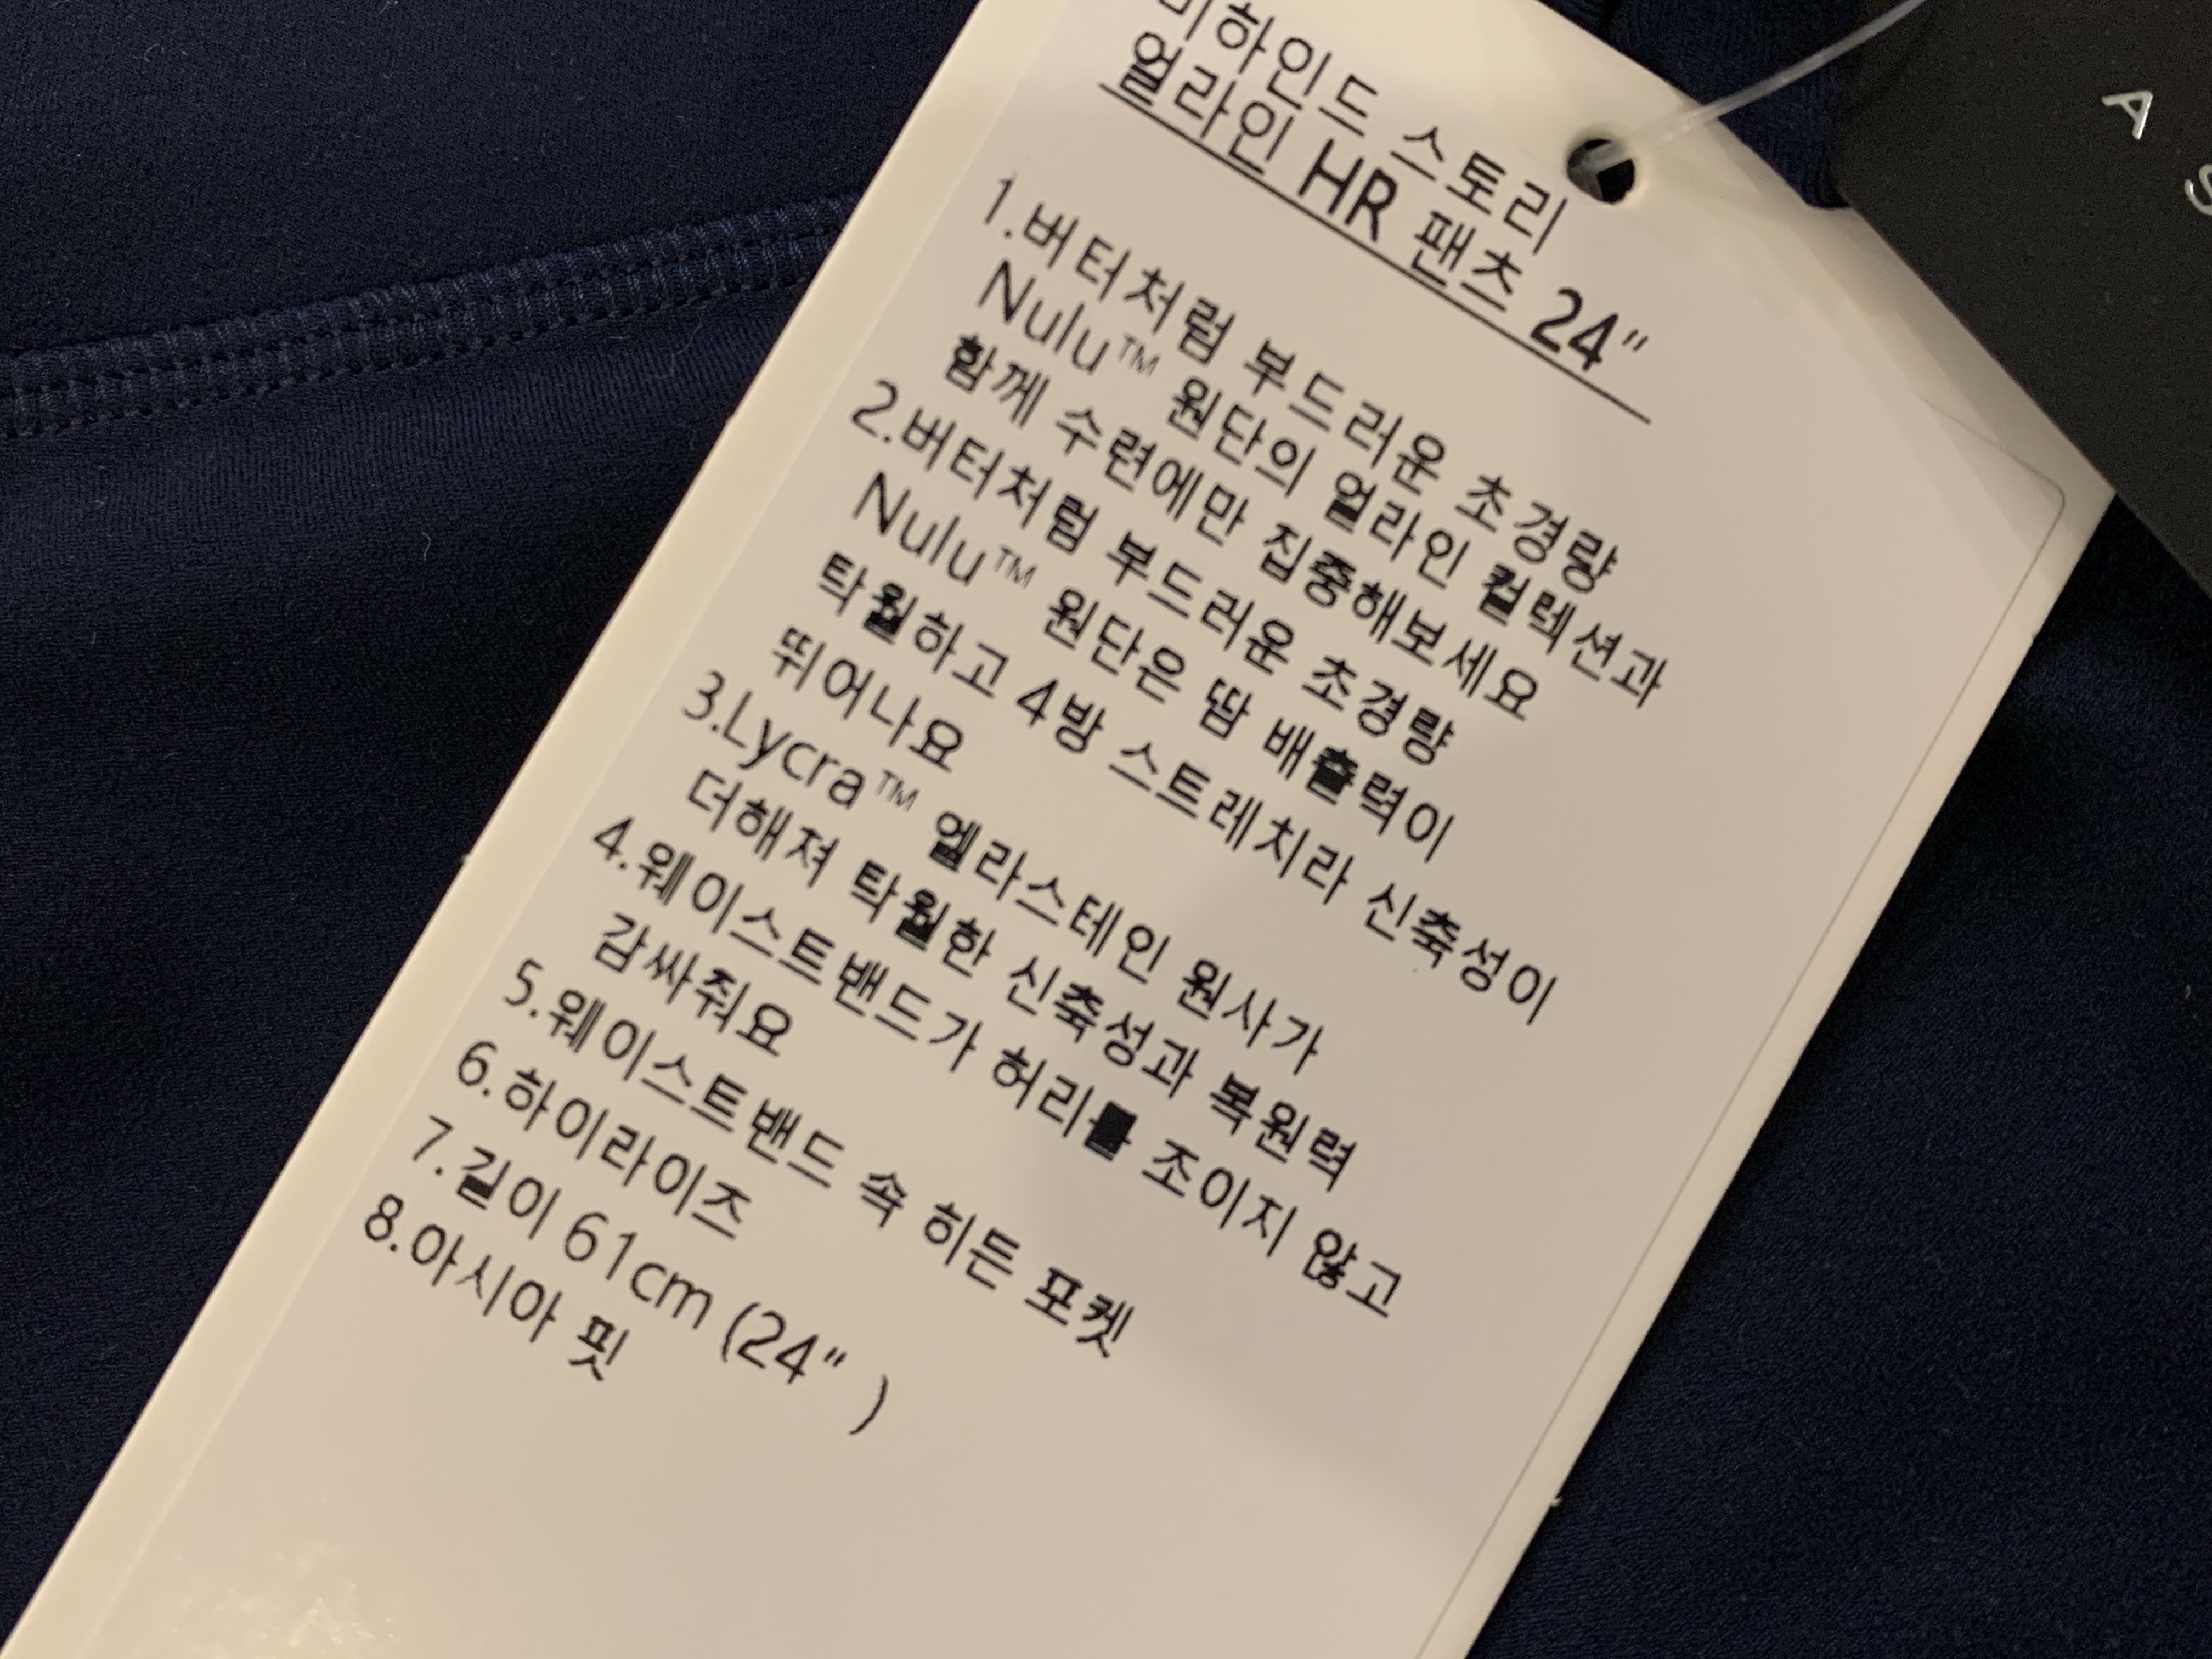 비하인드 스토리
얼라인 HR 팬츠 24"
1.버터처럼 부드러운 초경량
Nulu™ 원단의 얼라인 컬렉션과
함께 수련에만 집중해보세요
2.버터처럼 부드러운 초경량
Nulu™ 원단은 땀 배출력이
탁월하고 4방 스트레치라 신축성이
뛰어나요
3.Lycra™ 엘라스테인 원사가
더해져 탁월한 신축성과 복원력
4.웨이스트밴드가 허리를 조이지 않고
감싸줘요
5.웨이스트밴드 속 히든 포켓
6.하이라이즈
7.길이 61cm (24" )
8.아시아 핏
A
S